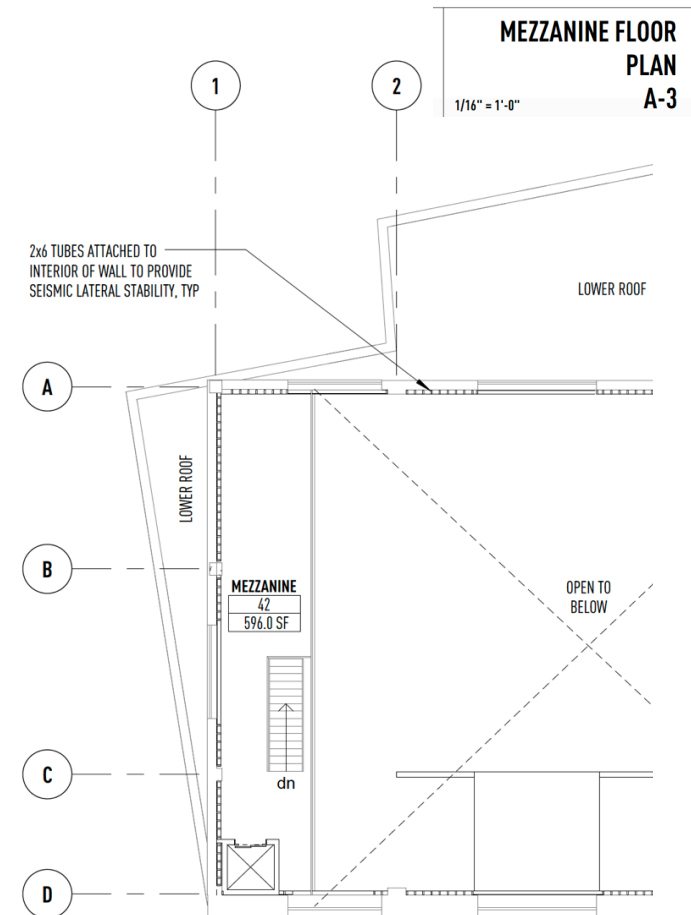 MEZZANINE FLOOR
PLAN
1/16" = 1'-0"
A-3
1
2
2x6 TUBES ATTACHED TO
INTERIOR OF WALL TO PROVIDE
SEISMIC LATERAL STABILITY, TYP
LOWER ROOF
A
LOWER ROOF
B
MEZZANINE
42
596.0 SF
OPEN TO
BELOW
C
dn
D